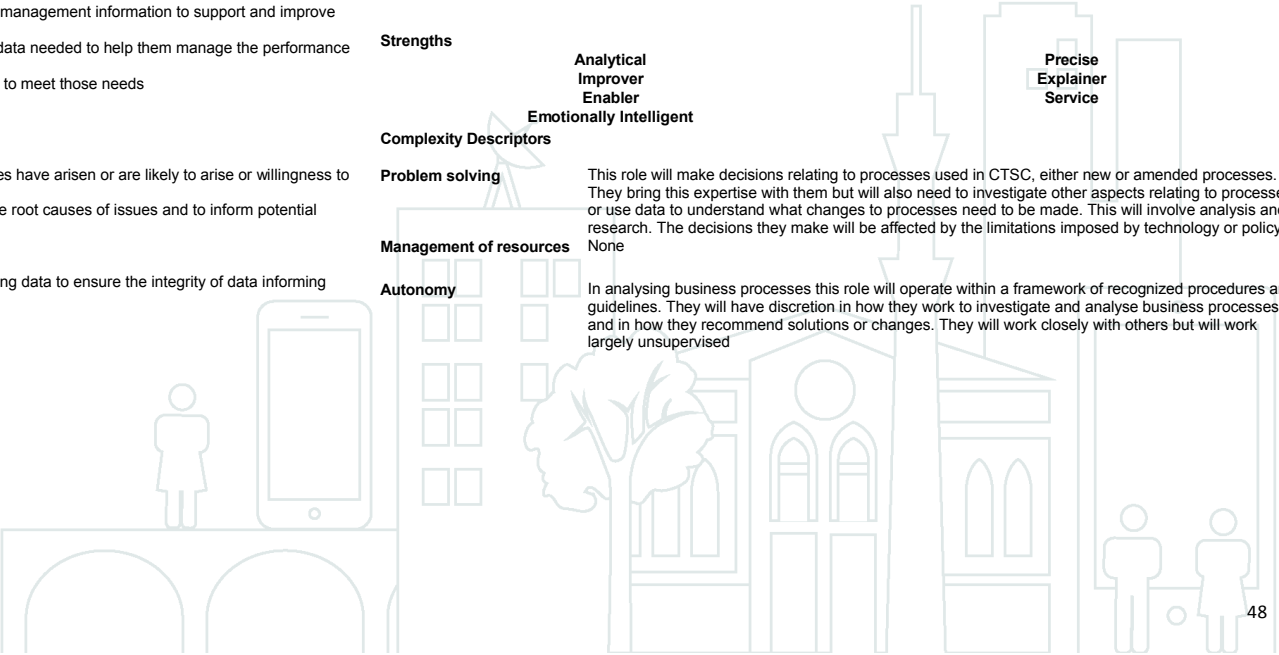 management information to support and improve
data needed to help them manage the performance
to meet those needs
es have arisen or are likely to arise or willingness to
e root causes of issues and to inform potential
ng data to ensure the integrity of data informing
Strengths
Analytical
Improver
Enabler
Emotionally Intelligent
Precise
Explainer
Service
Complexity Descriptors
Problem solving
This role will make decisions relating to processes used in CTSC, either new or amended processes.
They bring this expertise with them but will also need to investigate other aspects relating to processe
or use data to understand what changes to processes need to be made. This will involve analysis and
research. The decisions they make will be affected by the limitations imposed by technology or policy
Management of resources
None
Autonomy
In analysing business processes this role will operate within a framework of recognized procedures a
guidelines. They will have discretion in how they work to investigate and analyse business processes
and in how they recommend solutions or changes. They will work closely with others but will work
largely unsupervised
48